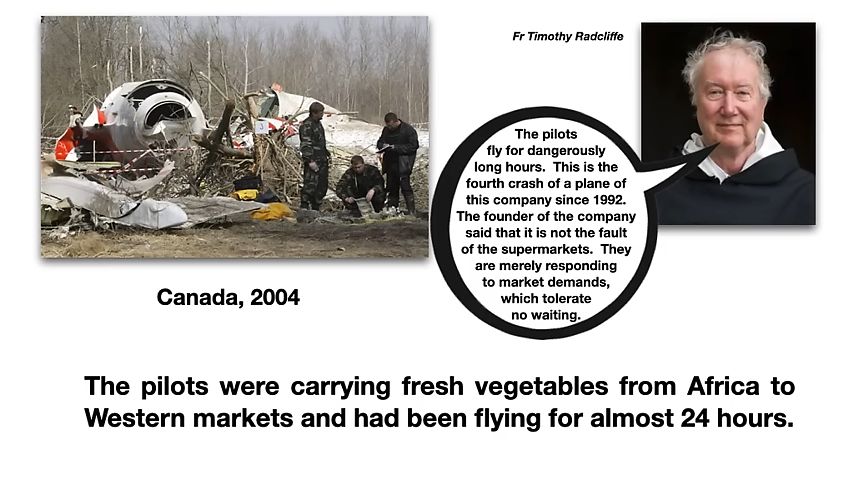 Fr Timothy Radcliffe
The pilots
fly for dangerously
long hours. This is the
fourth crash of a plane of
this company since 1992.
The founder of the company
said that it is not the fault
of the supermarkets. They
are merely responding
to market demands,
which tolerate
no waiting.
Canada, 2004
The pilots were carrying fresh vegetables from Africa to
Western markets and had been flying for almost 24 hours.